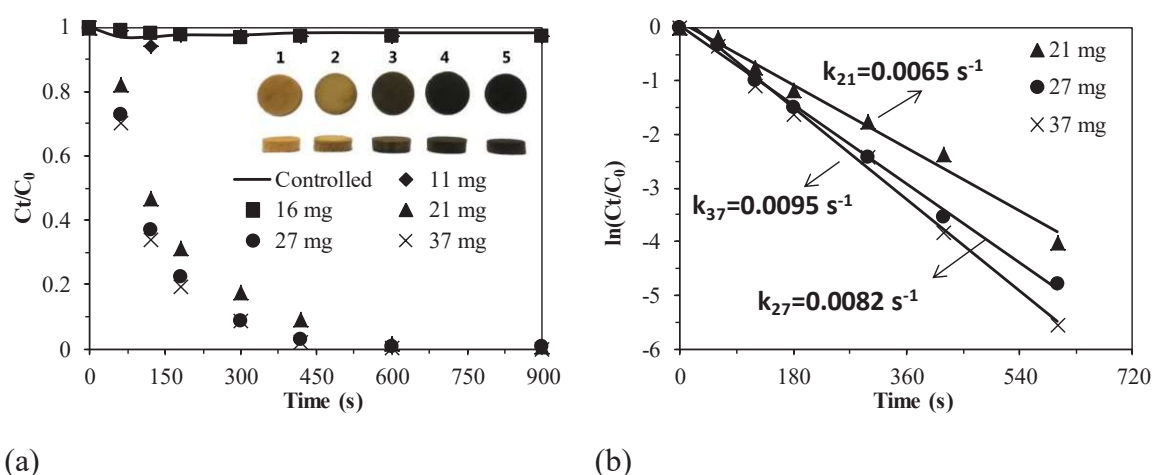 1
0.8
0.6
0.4
0.2
0
Ct/C₀
0 150 300 450 600 750 900
Time (s)
1 2 3 4 5
Controlled 11 mg
16 mg 21 mg
27 mg 37 mg
(a)
0
-1
-2
-3
-4
-5
-6
ln(Ct/C₀)
0 180 360 540 720
Time (s)
21 mg
27 mg
37 mg
k₂₁=0.0065 s⁻¹
k₃₇=0.0095 s⁻¹
k₂₇=0.0082 s⁻¹
(b)